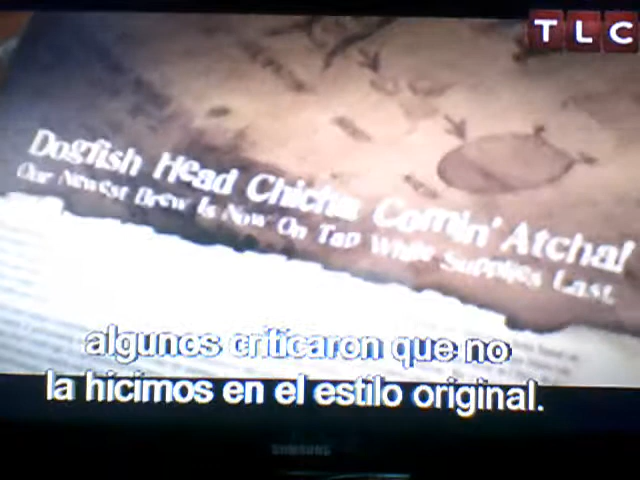 TLC
Dogfish Head Chicha Comin' Atcha!
Our Newest Brew Is Now On Tap While Supplies Last.
algunos criticaron que no
la hicimos en el estilo original.
SAMSUNG